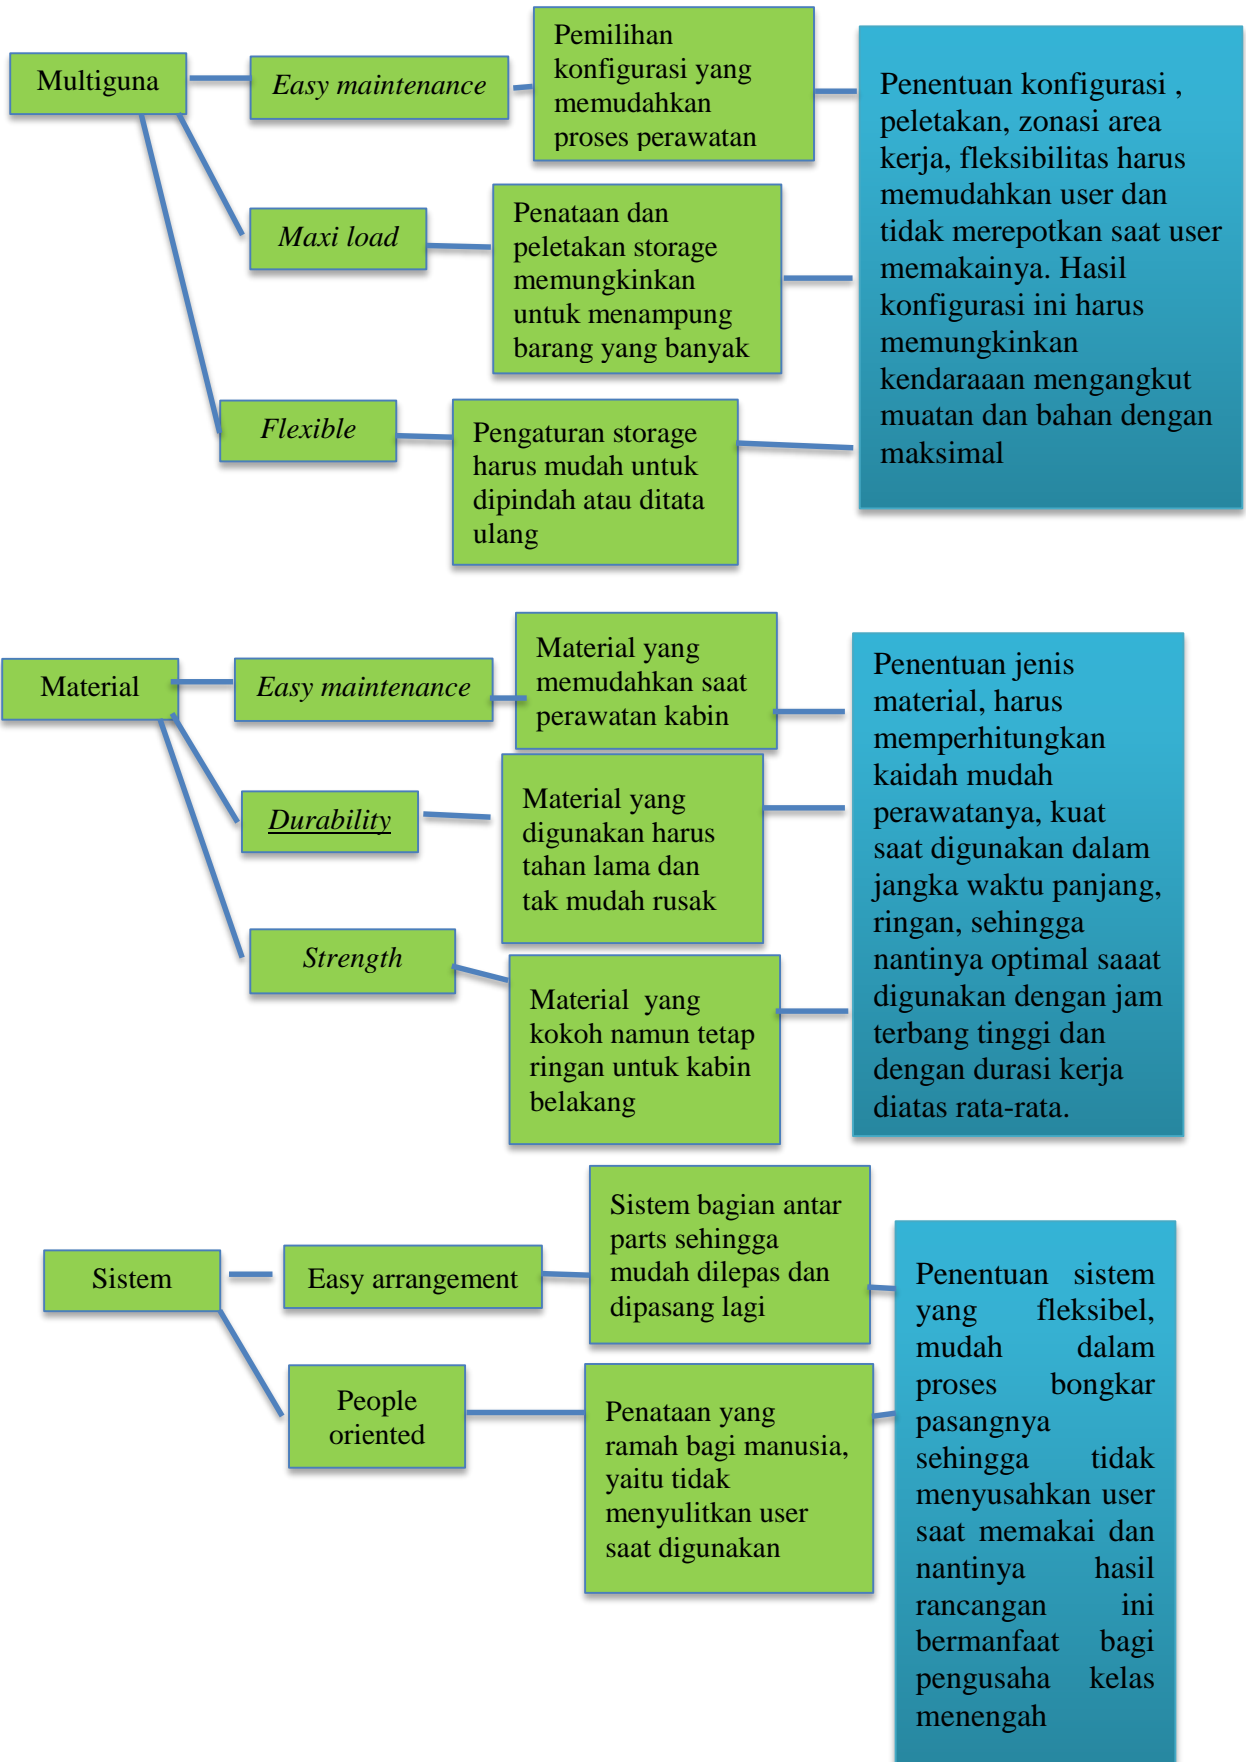 Multiguna
Easy maintenance
Pemilihan
konfigurasi yang
memudahkan
proses perawatan
Maxi load
Penataan dan
peletakan storage
memungkinkan
untuk menampung
barang yang banyak
Flexible
Pengaturan storage
harus mudah untuk
dipindah atau ditata
ulang
Penentuan konfigurasi ,
peletakan, zonasi area
kerja, fleksibilitas harus
memudahkan user dan
tidak merepotkan saat user
memakainya. Hasil
konfigurasi ini harus
memungkinkan
kendaraaan mengangkut
muatan dan bahan dengan
maksimal
Material
Easy maintenance
Material yang
memudahkan saat
perawatan kabin
Durability
Material yang
digunakan harus
tahan lama dan
tak mudah rusak
Strength
Material yang
kokoh namun tetap
ringan untuk kabin
belakang
Penentuan jenis
material, harus
memperhitungkan
kaidah mudah
perawatanya, kuat
saat digunakan dalam
jangka waktu panjang,
ringan, sehingga
nantinya optimal saaat
digunakan dengan jam
terbang tinggi dan
dengan durasi kerja
diatas rata-rata.
Sistem
Easy arrangement
Sistem bagian antar
parts sehingga
mudah dilepas dan
dipasang lagi
People
oriented
Penataan yang
ramah bagi manusia,
yaitu tidak
menyulitkan user
saat digunakan
Penentuan sistem
yang fleksibel,
mudah dalam
proses bongkar
pasangnya
sehingga tidak
menyusahkan user
saat memakai dan
nantinya hasil
rancangan ini
bermanfaat bagi
pengusaha kelas
menengah